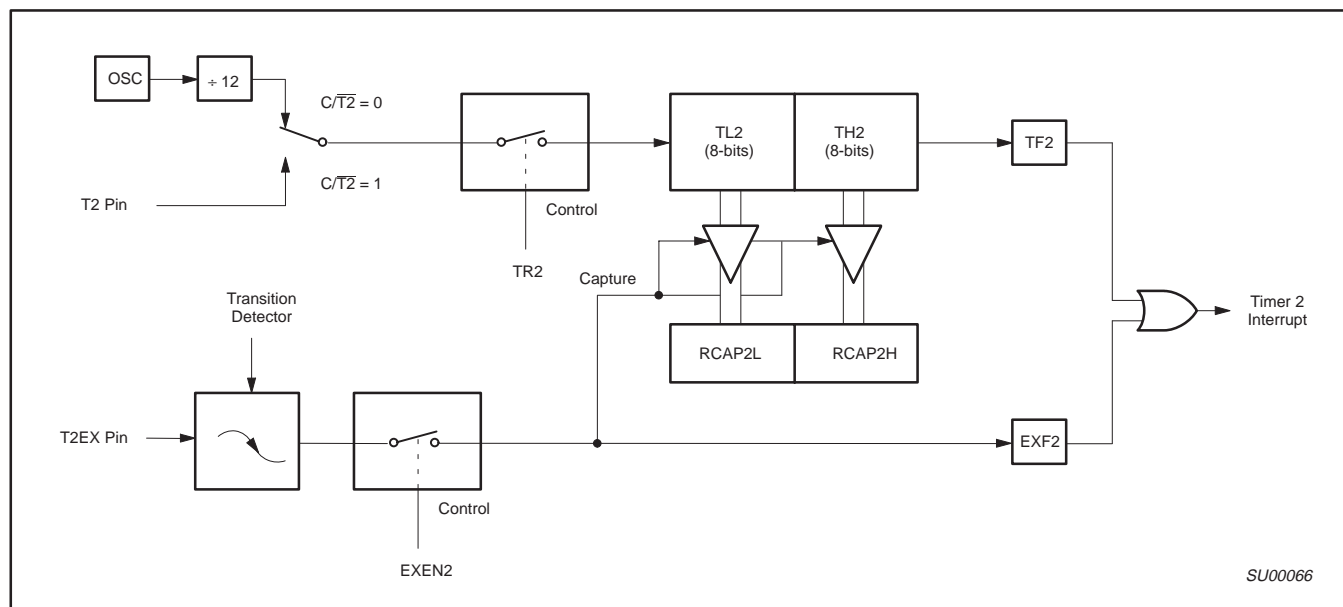 OSC
÷ 12
C/T2 = 0
C/T2 = 1
T2 Pin
Control
TR2
TL2
(8-bits)
TH2
(8-bits)
TF2
Capture
RCAP2L
RCAP2H
Timer 2
Interrupt
Transition
Detector
T2EX Pin
Control
EXEN2
EXF2
SU00066